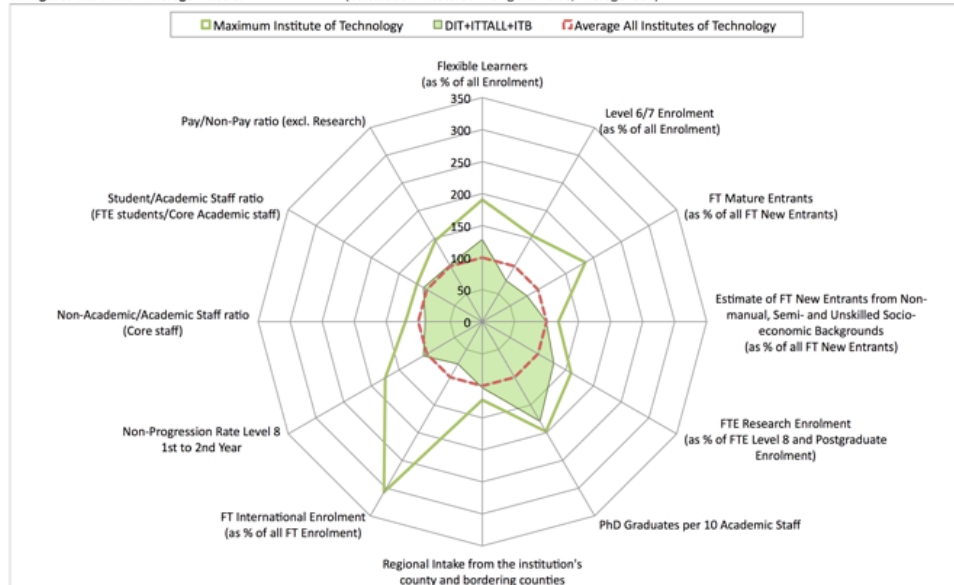 Maximum Institute of Technology
DIT+ITTALL+ITB
Average All Institutes of Technology
Flexible Learners
(as % of all Enrolment)
Pay/Non-Pay ratio (excl. Research)
Level 6/7 Enrolment
(as % of all Enrolment)
Student/Academic Staff ratio
(FTE students/Core Academic staff)
FT Mature Entrants
(as % of all FT New Entrants)
350
300
250
200
150
100
50
0
Non-Academic/Academic Staff ratio
(Core staff)
Estimate of FT New Entrants from Non-
manual, Semi- and Unskilled Socio-
economic Backgrounds
(as % of all FT New Entrants)
Non-Progression Rate Level 8
1st to 2nd Year
FTE Research Enrolment
(as % of FTE Level 8 and Postgraduate
Enrolment)
FT International Enrolment
(as % of all FT Enrolment)
PhD Graduates per 10 Academic Staff
Regional Intake from the institution's
county and bordering counties